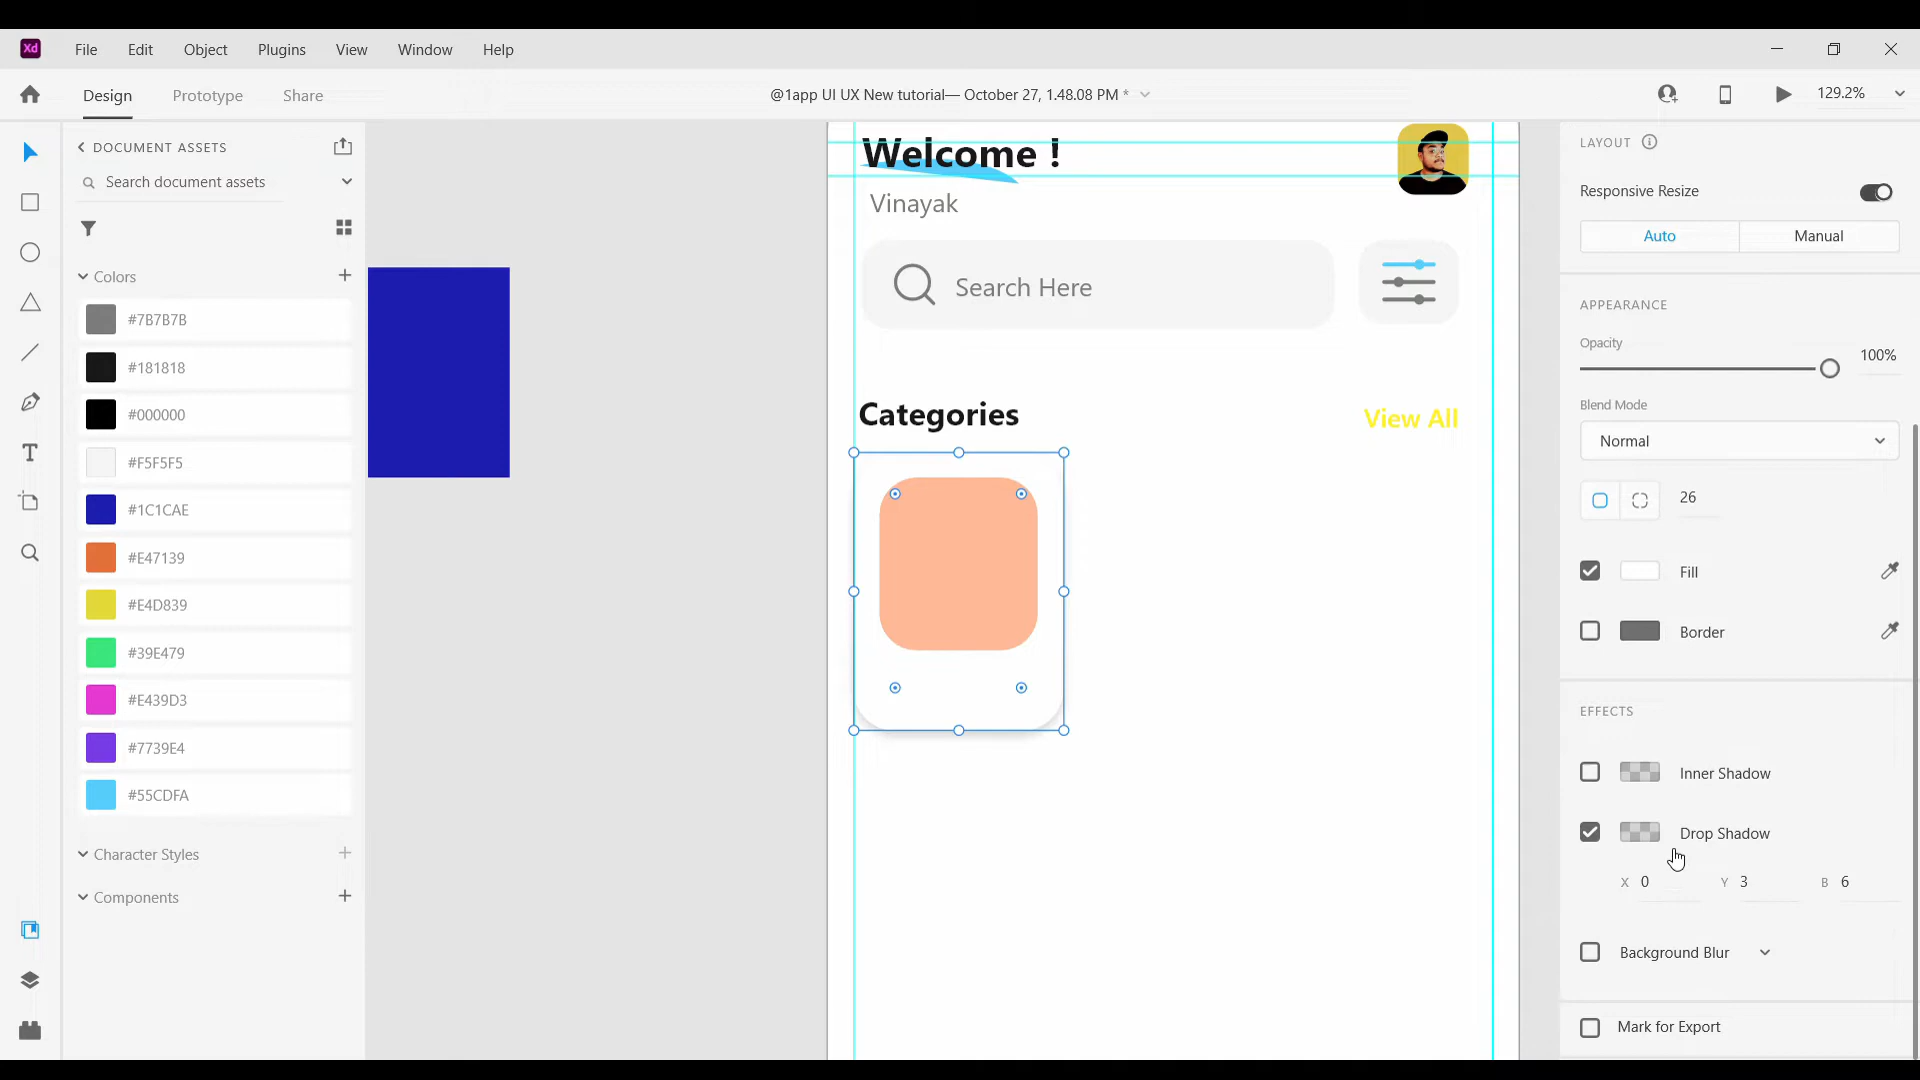 Xd File Edit Object Plugins View Window Help
Design Prototype Share @1app UI UX New tutorial— October 27, 1.48.08 PM * 129.2%
DOCUMENT ASSETS
Search document assets
Colors +
#7B7B7B
#181818
#000000
#F5F5F5
#1C1CAE
#E47139
#E4D839
#39E479
#E439D3
#7739E4
#55CDFA
Character Styles +
Components +
T
Welcome !
Vinayak
Search Here
Categories View All
LAYOUT
Responsive Resize
Auto Manual
APPEARANCE
Opacity
100%
Blend Mode
Normal
26
Fill
Border
EFFECTS
Inner Shadow
Drop Shadow
X 0 Y 3 B 6
Background Blur
Mark for Export